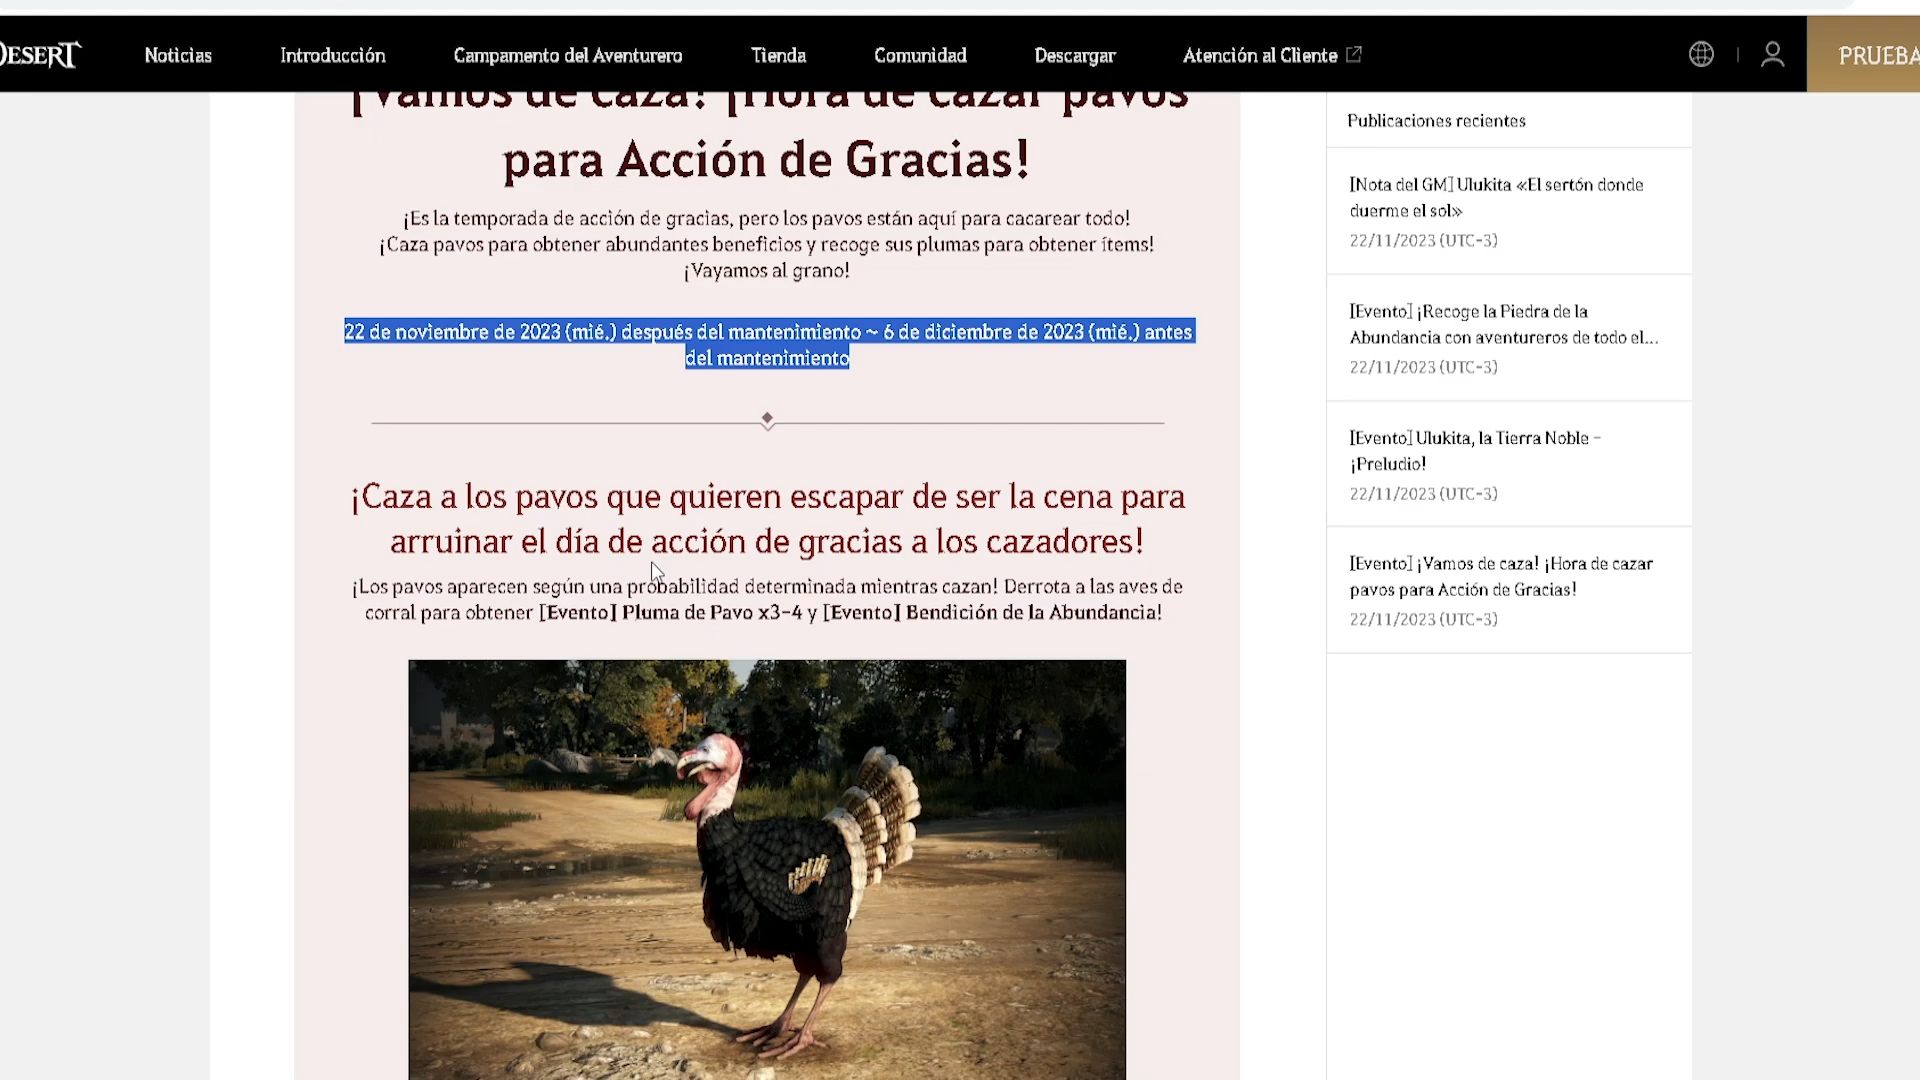 DESERT
Noticias
Introducción
Campamento del Aventurero
Tienda
Comunidad
Descargar
Atención al Cliente
PRUEBA
¡Vamos de caza! ¡Hora de cazar pavos
para Acción de Gracias!
¡Es la temporada de acción de gracias, pero los pavos están aquí para cacarear todo!
¡Caza pavos para obtener abundantes beneficios y recoge sus plumas para obtener ítems!
¡Vayamos al grano!
22 de noviembre de 2023 (mié.) después del mantenimiento ~ 6 de diciembre de 2023 (mié.) antes
del mantenimiento
¡Caza a los pavos que quieren escapar de ser la cena para
arruinar el día de acción de gracias a los cazadores!
¡Los pavos aparecen según una probabilidad determinada mientras cazan! Derrota a las aves de
corral para obtener [Evento] Pluma de Pavo x3-4 y [Evento] Bendición de la Abundancia!
Publicaciones recientes
[Nota del GM] Ulukita «El sertón donde
duerme el sol»
22/11/2023 (UTC-3)
[Evento] ¡Recoge la Piedra de la
Abundancia con aventureros de todo el...
22/11/2023 (UTC-3)
[Evento] Ulukita, la Tierra Noble -
¡Preludio!
22/11/2023 (UTC-3)
[Evento] ¡Vamos de caza! ¡Hora de cazar
pavos para Acción de Gracias!
22/11/2023 (UTC-3)